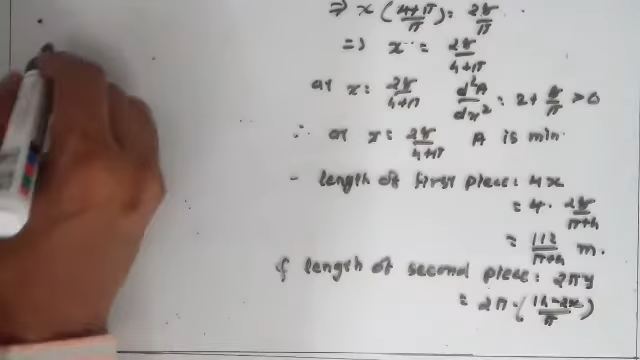 ⇒ x (4+π/π) = 28/π
⇒ x = 28/4+π
at x = 28/4+π d²A/dx² = 2 + 8/π > 0
∴ at x = 28/4+π A is min.
- length of first piece = 4x
= 4 · 28/π+4
= 112/π+4 m.
& length of second piece = 2πy
= 2π · (14-2x/π)